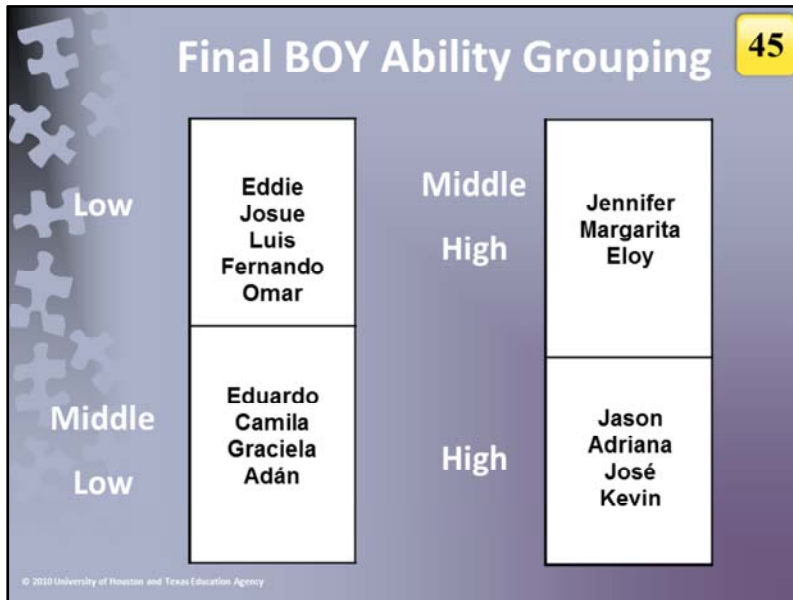 Final BOY Ability Grouping
45
Low
Eddie
Josue
Luis
Fernando
Omar
Middle
Low
Eduardo
Camila
Graciela
Adán
Middle
High
Jennifer
Margarita
Eloy
High
Jason
Adriana
José
Kevin
© 2010 University of Houston and Texas Education Agency